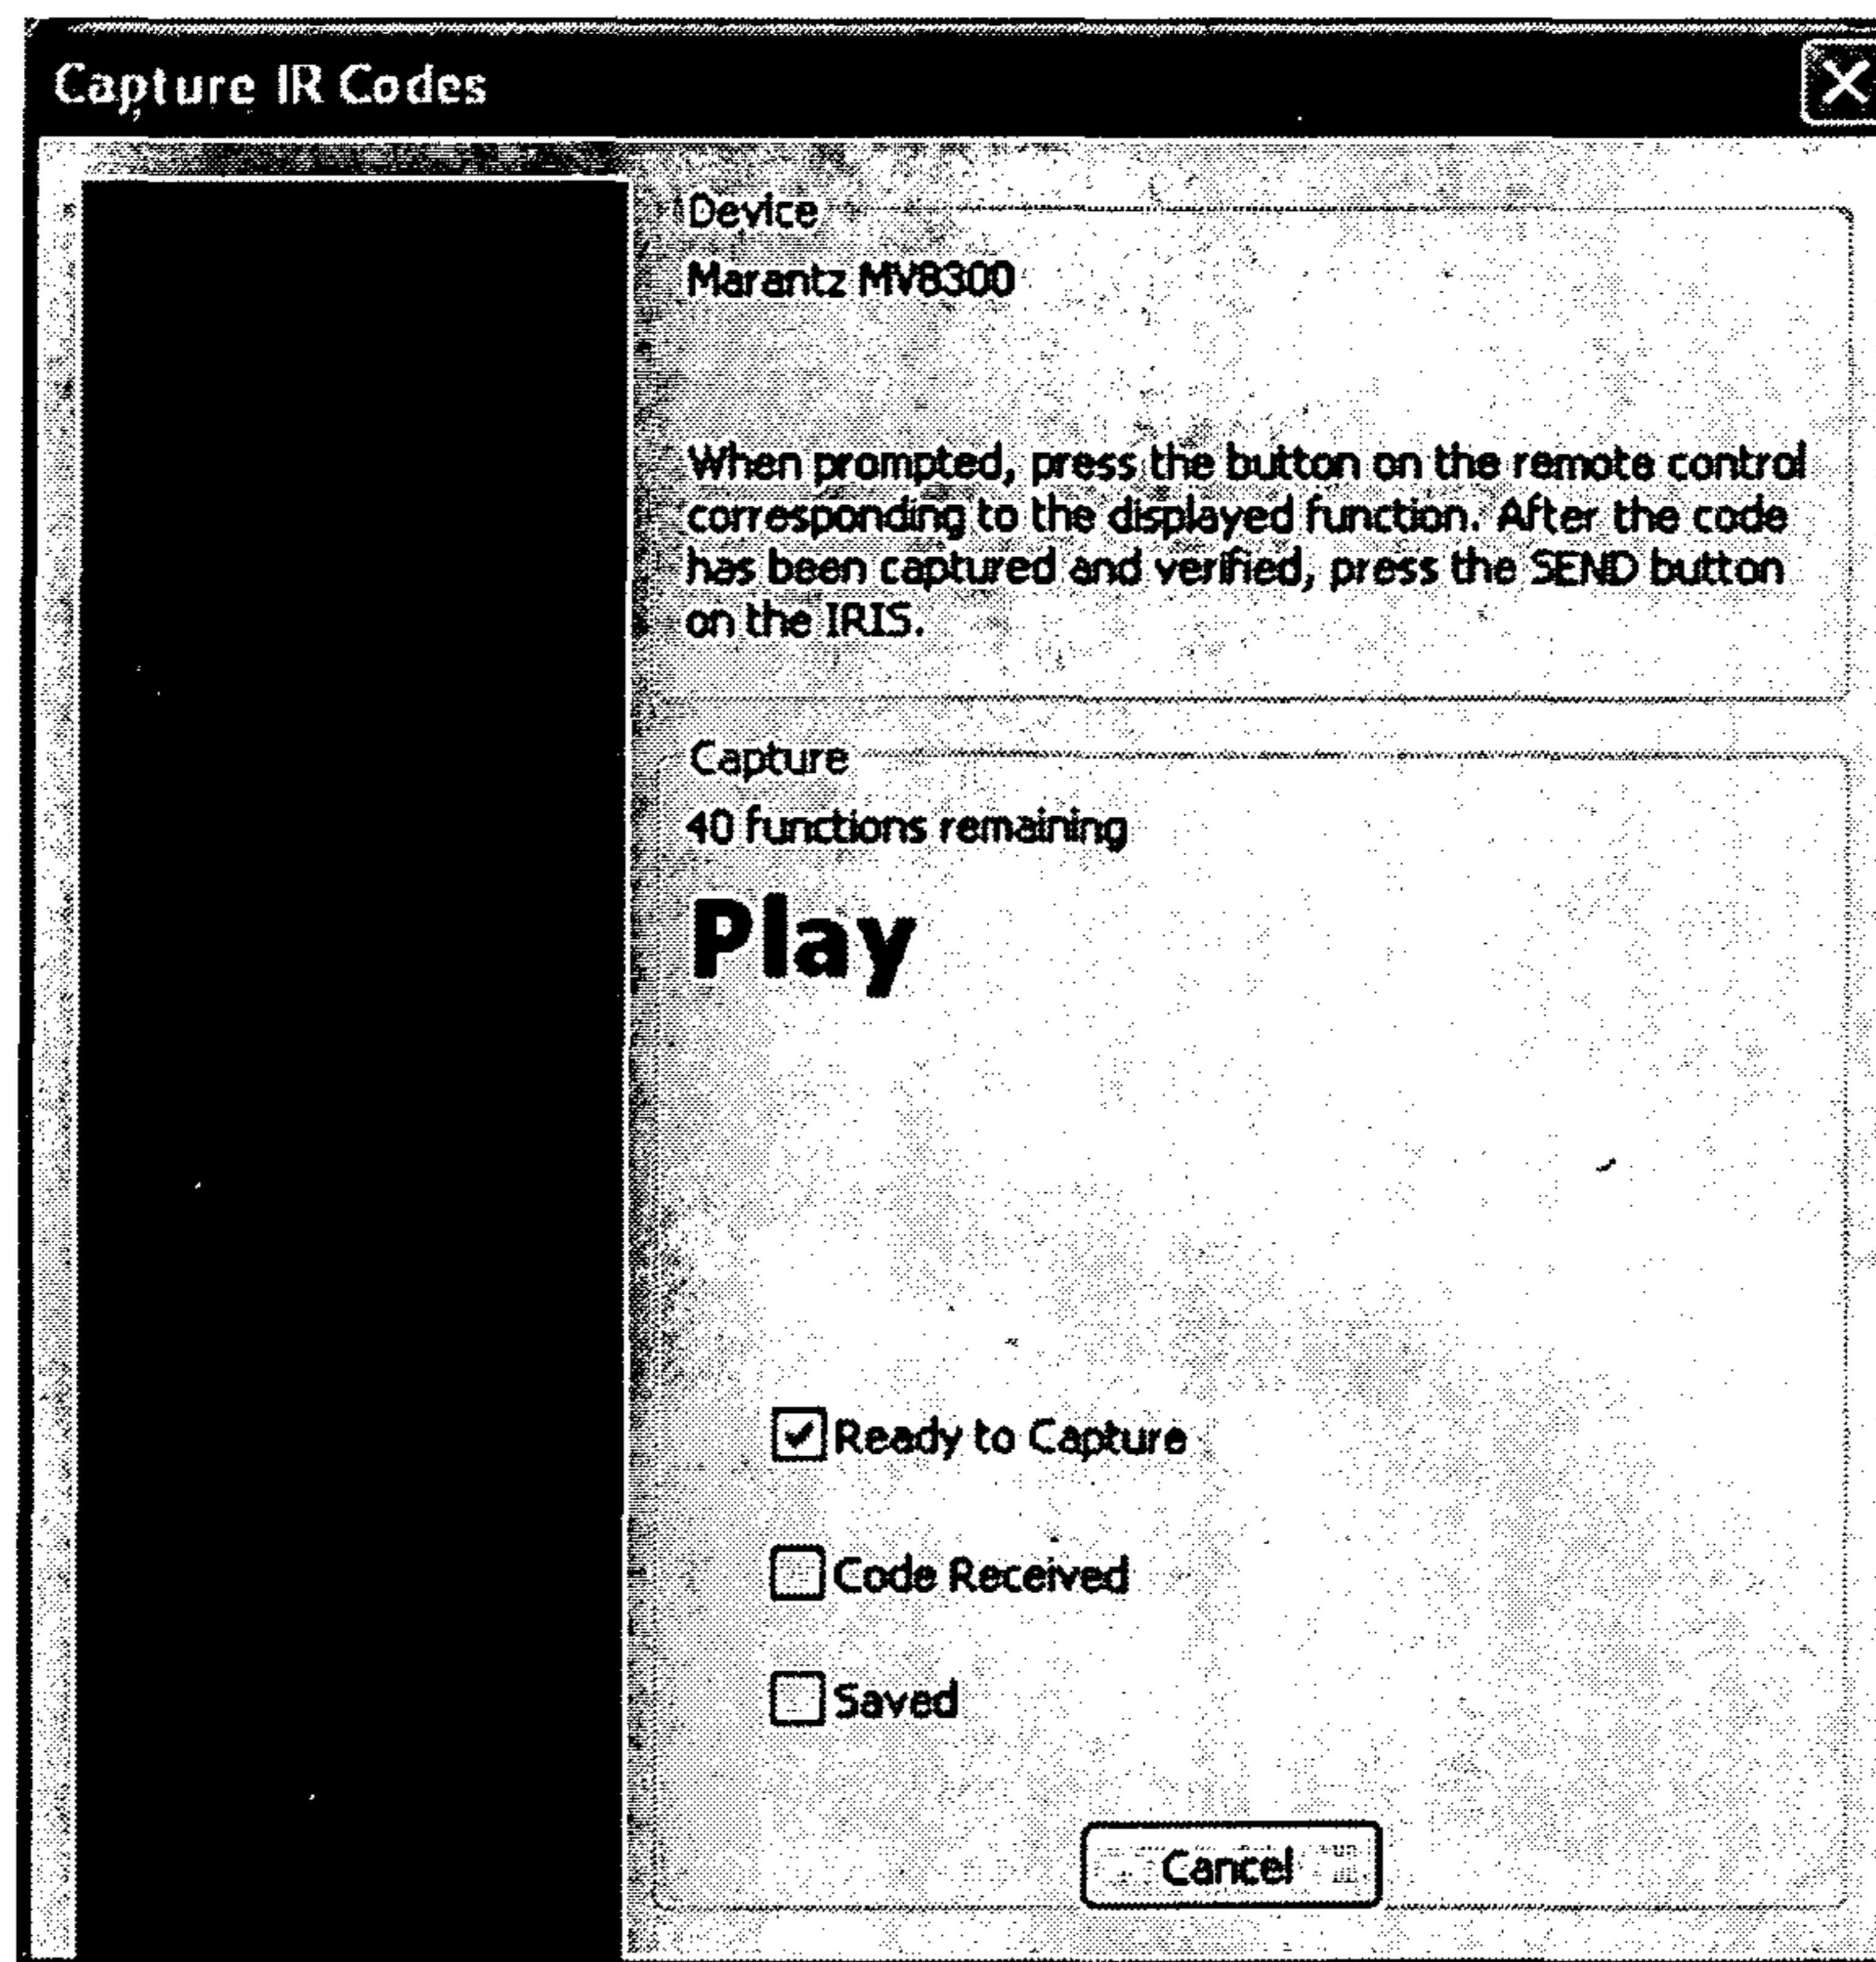 Capture IR Codes
Device
Marantz MV8300
When prompted, press the button on the remote control
corresponding to the displayed function. After the code
has been captured and verified, press the SEND button
on the IRIS.
Capture
40 functions remaining
Play
Ready to Capture
Code Received
Saved
Cancel